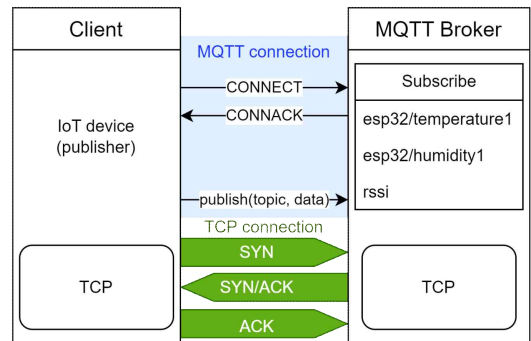 Client
MQTT Broker
MQTT connection
CONNECT
CONNACK
IoT device
(publisher)
publish(topic, data)
Subscribe
esp32/temperature1
esp32/humidity1
rssi
TCP connection
SYN
SYN/ACK
ACK
TCP
TCP